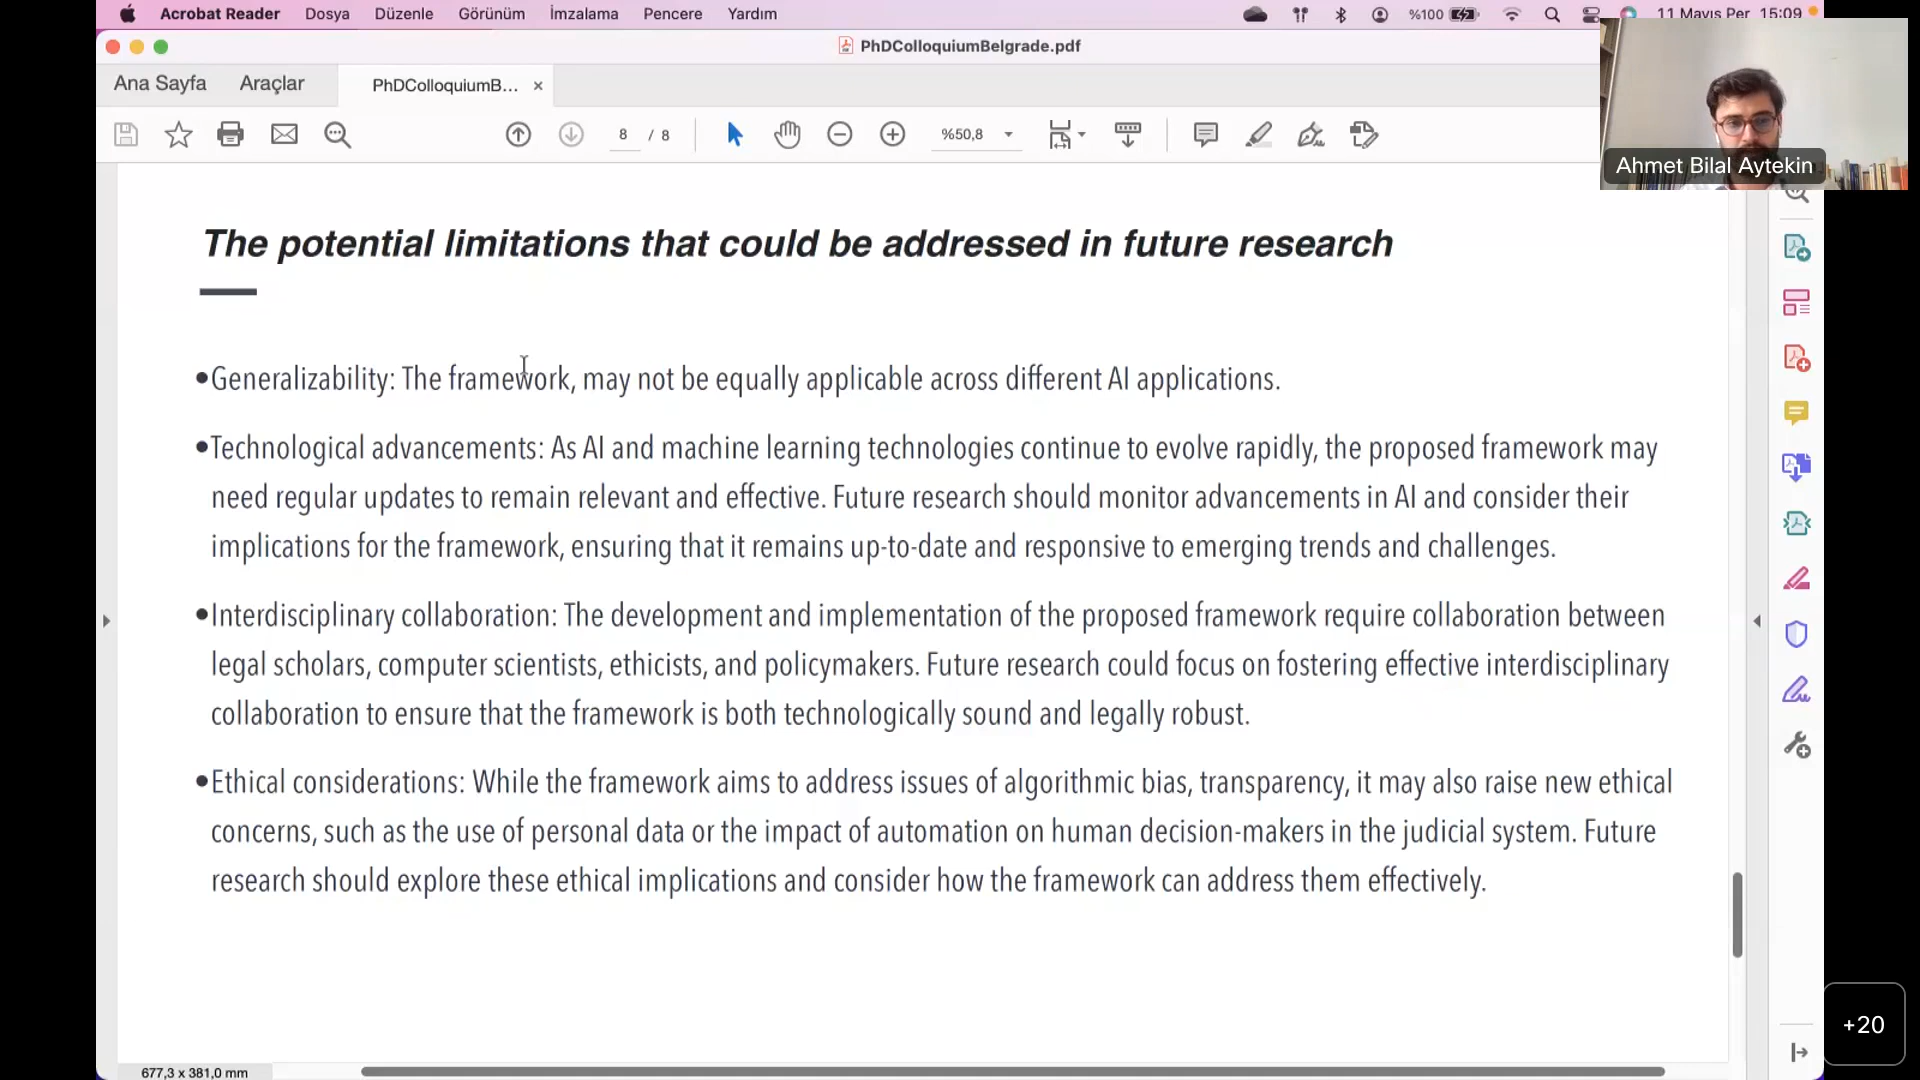 Acrobat Reader Dosya Düzenle Görünüm İmzalama Pencere Yardım %100 11 Mayıs Per 15:09
PhDColloquiumBelgrade.pdf
Ana Sayfa Araçlar PhDColloquiumB... ×
8 / 8 %50,8
Ahmet Bilal Aytekin
The potential limitations that could be addressed in future research
•Generalizability: The framework, may not be equally applicable across different AI applications.
•Technological advancements: As AI and machine learning technologies continue to evolve rapidly, the proposed framework may
need regular updates to remain relevant and effective. Future research should monitor advancements in AI and consider their
implications for the framework, ensuring that it remains up-to-date and responsive to emerging trends and challenges.
•Interdisciplinary collaboration: The development and implementation of the proposed framework require collaboration between
legal scholars, computer scientists, ethicists, and policymakers. Future research could focus on fostering effective interdisciplinary
collaboration to ensure that the framework is both technologically sound and legally robust.
•Ethical considerations: While the framework aims to address issues of algorithmic bias, transparency, it may also raise new ethical
concerns, such as the use of personal data or the impact of automation on human decision-makers in the judicial system. Future
research should explore these ethical implications and consider how the framework can address them effectively.
+20
677,3 x 381,0 mm